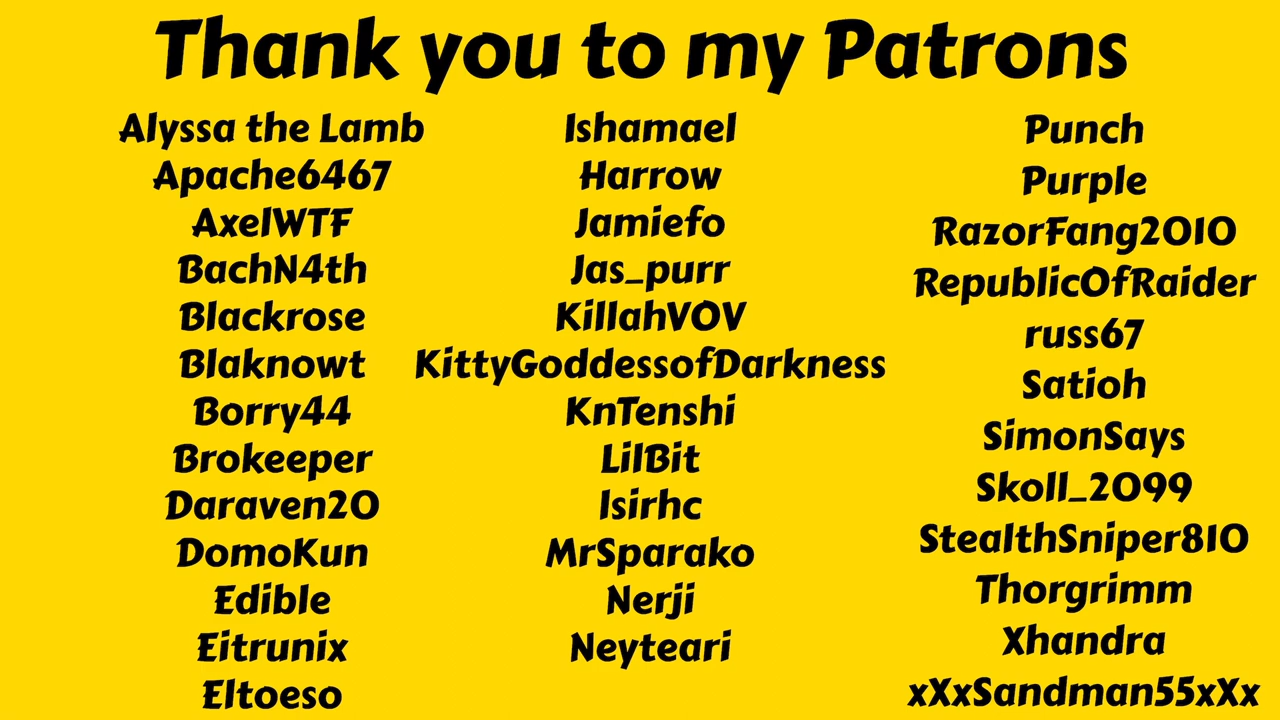 Thank you to my Patrons
Alyssa the Lamb
Apache6467
AxelWTF
BachN4th
Blackrose
Blaknowt
Borry44
Brokeeper
Daraven20
DomoKun
Edible
Eitrunix
Eltoeso
Ishamael
Harrow
Jamiefo
Jas_purr
KillahVOV
KittyGoddessofDarkness
KnTenshi
LilBit
lsirhc
MrSparako
Nerji
Neyteari
Punch
Purple
RazorFang2010
RepublicOfRaider
russ67
Satioh
SimonSays
Skoll_2099
StealthSniper810
Thorgrimm
Xhandra
xXxSandman55xXx